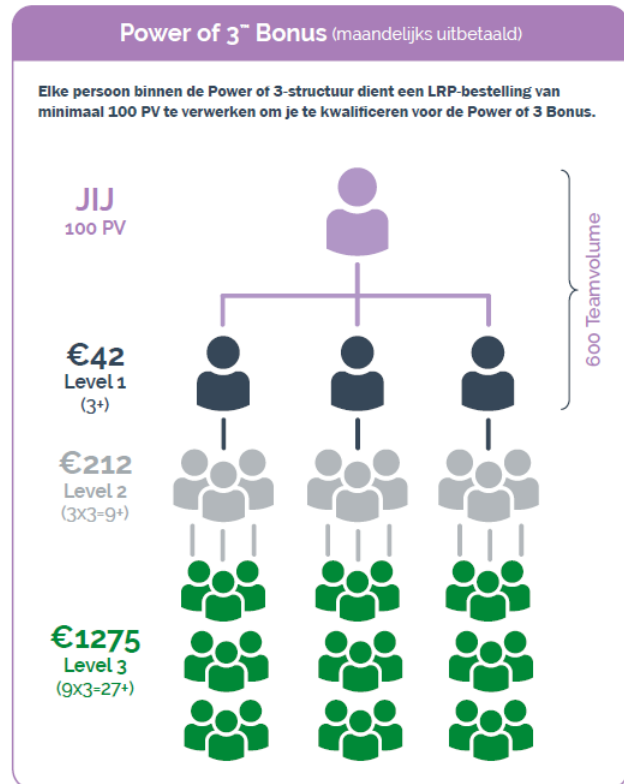 Power of 3™ Bonus (maandelijks uitbetaald)
Elke persoon binnen de Power of 3-structuur dient een LRP-bestelling van
minimaal 100 PV te verwerken om je te kwalificeren voor de Power of 3 Bonus.
JIJ
100 PV
600 Teamvolume
€42
Level 1
(3+)
€212
Level 2
(3x3=9+)
€1275
Level 3
(9x3=27+)